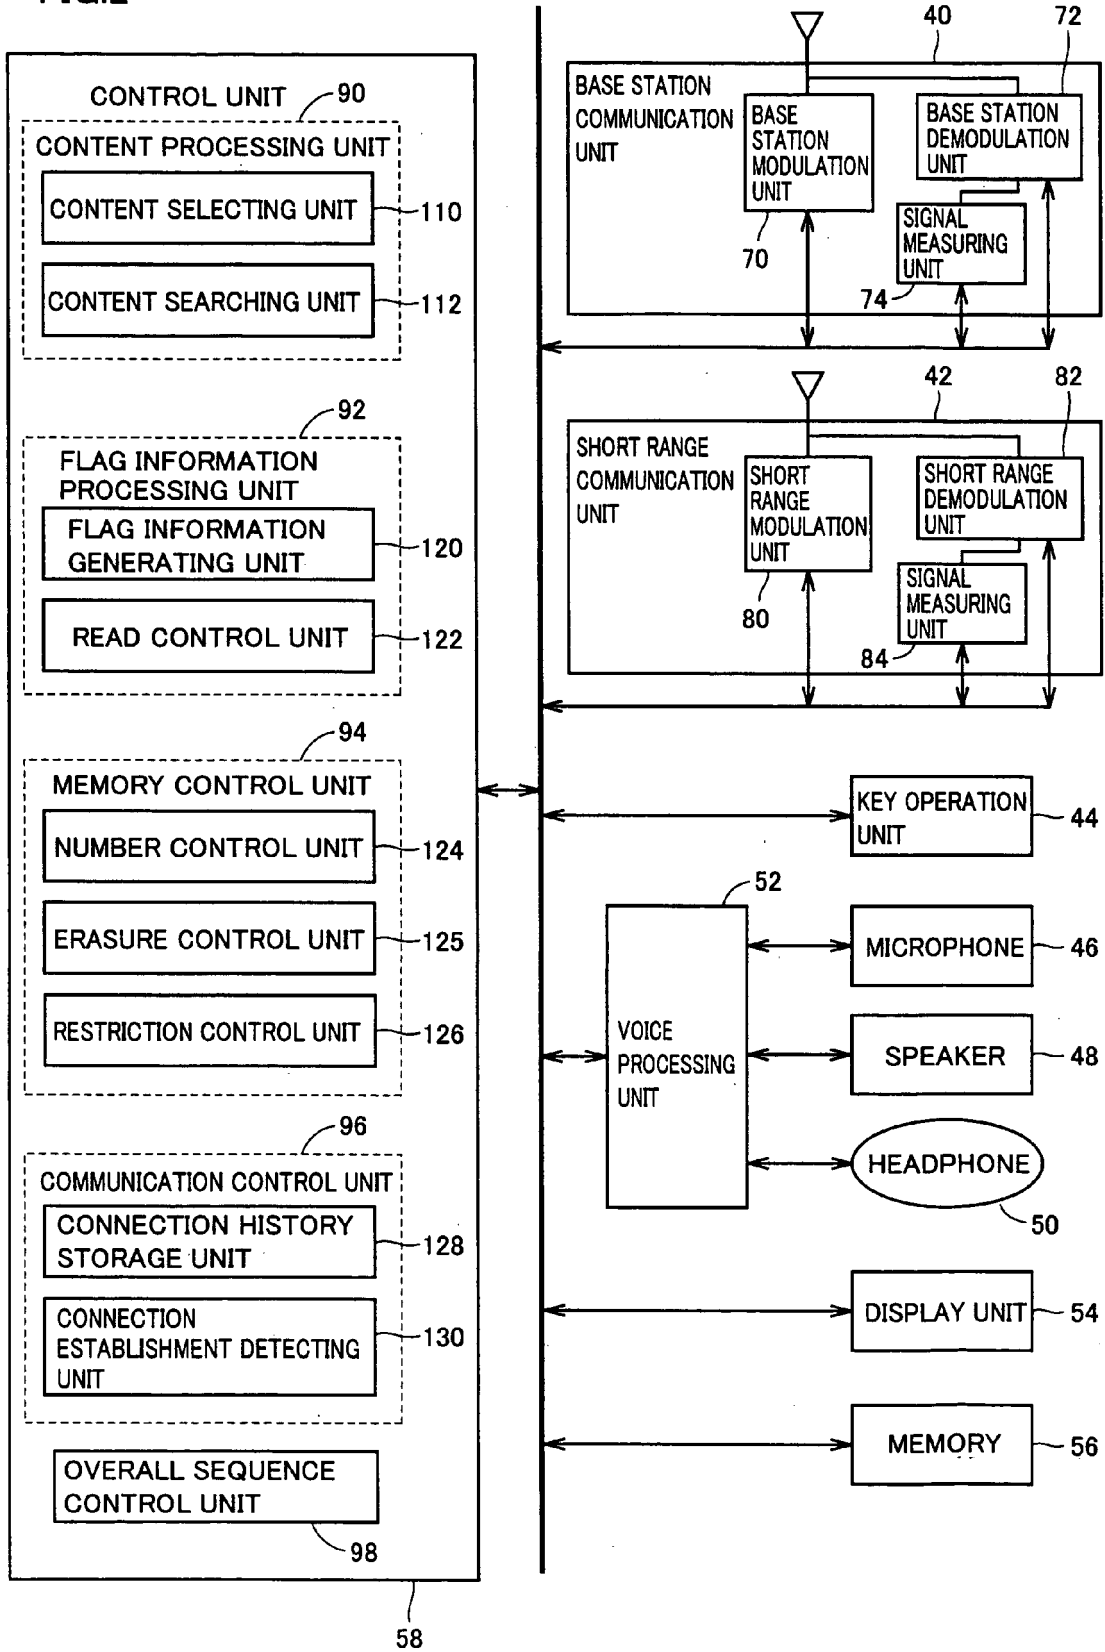 CONTROL UNIT
90
CONTENT PROCESSING UNIT
CONTENT SELECTING UNIT
110
CONTENT SEARCHING UNIT
112
92
FLAG INFORMATION
PROCESSING UNIT
FLAG INFORMATION
GENERATING UNIT
120
READ CONTROL UNIT
122
94
MEMORY CONTROL UNIT
NUMBER CONTROL UNIT
124
ERASURE CONTROL UNIT
125
RESTRICTION CONTROL UNIT
126
96
COMMUNICATION CONTROL UNIT
CONNECTION HISTORY
STORAGE UNIT
128
CONNECTION
ESTABLISHMENT DETECTING
UNIT
130
OVERALL SEQUENCE
CONTROL UNIT
98
58
40
72
BASE STATION
COMMUNICATION
UNIT
BASE
STATION
MODULATION
UNIT
70
BASE STATION
DEMODULATION
UNIT
SIGNAL
MEASURING
UNIT
74
42
82
SHORT RANGE
COMMUNICATION
UNIT
SHORT
RANGE
MODULATION
UNIT
80
SHORT RANGE
DEMODULATION
UNIT
SIGNAL
MEASURING
UNIT
84
KEY OPERATION
UNIT
44
52
VOICE
PROCESSING
UNIT
MICROPHONE
46
SPEAKER
48
HEADPHONE
50
DISPLAY UNIT
54
MEMORY
56